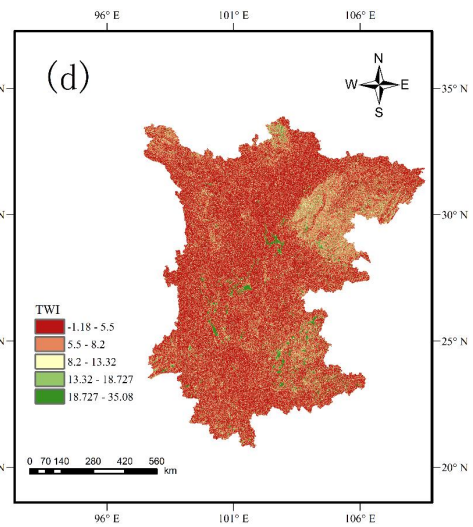 96° E 101° E 106° E
(d)
N
W E
S
N 35° N
N 30° N
N 25° N
N 20° N
TWI
-1.18 - 5.5
5.5 - 8.2
8.2 - 13.32
13.32 - 18.727
18.727 - 35.08
0 70 140 280 420 560
km
96° E 101° E 106° E